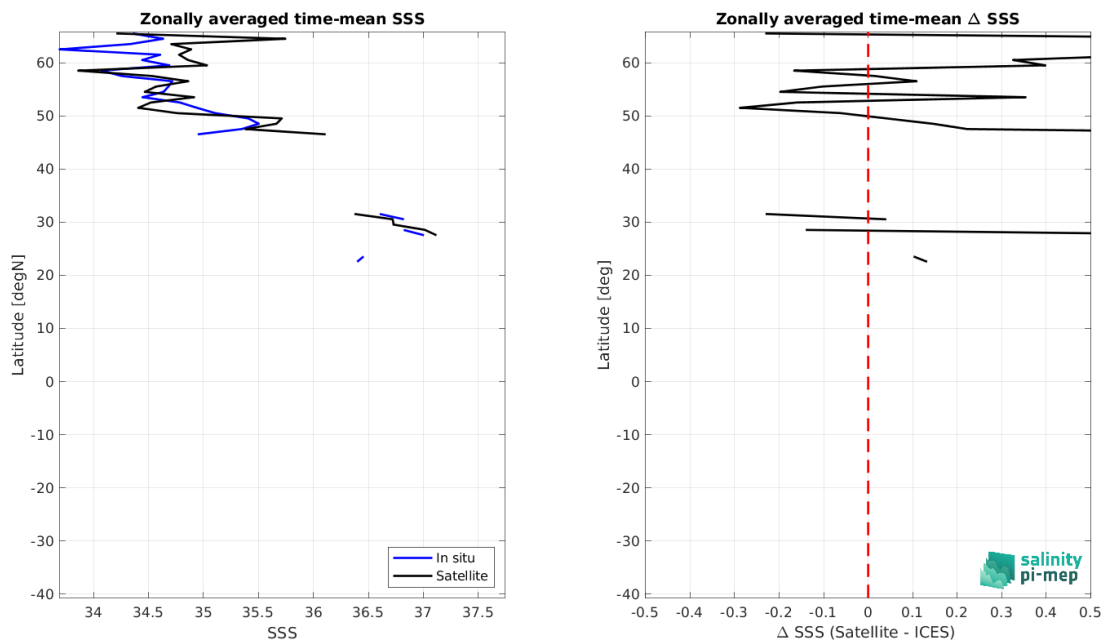 Zonally averaged time-mean SSS
60
50
40
30
20
10
0
-10
-20
-30
-40
Latitude [degN]
34 34.5 35 35.5 36 36.5 37 37.5
SSS
In situ
Satellite
Zonally averaged time-mean Δ SSS
60
50
40
30
20
10
0
-10
-20
-30
-40
Latitude [deg]
-0.5 -0.4 -0.3 -0.2 -0.1 0 0.1 0.2 0.3 0.4 0.5
Δ SSS (Satellite - ICES)
salinity
pi-mep